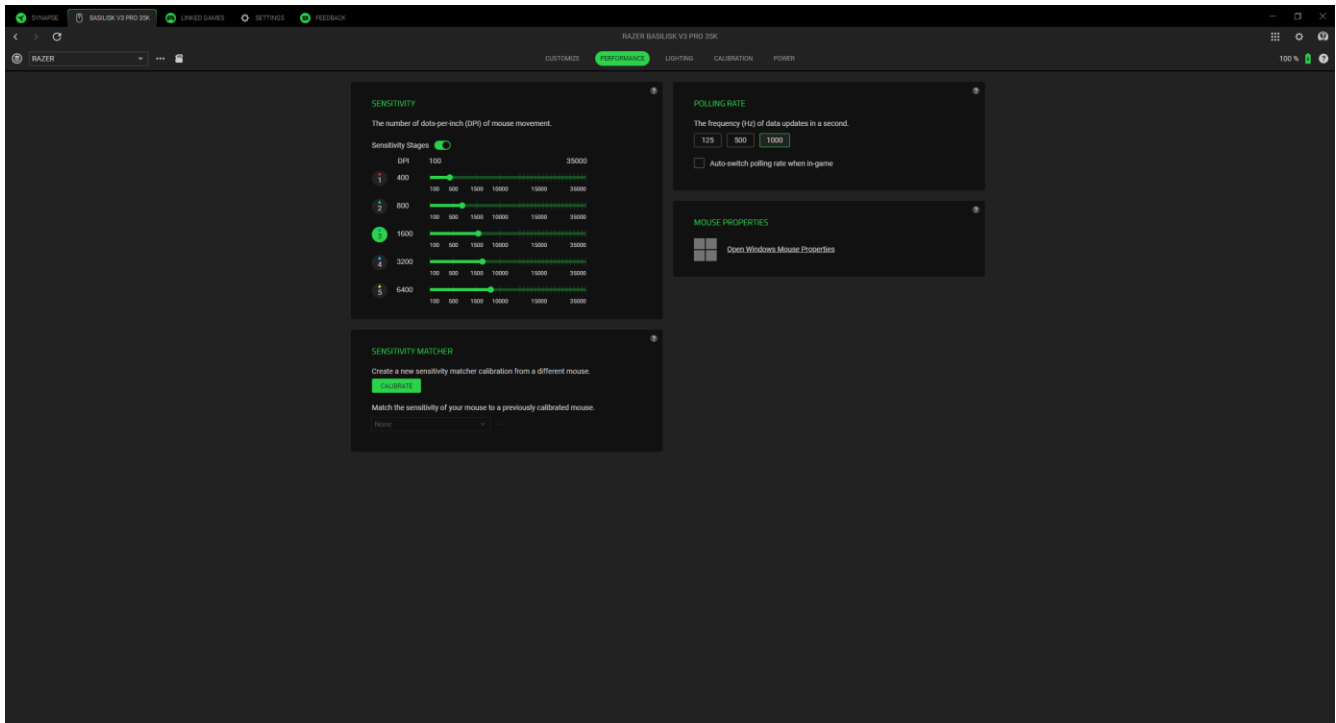 SYNAPSE BASILISK V3 PRO 35K LINKED GAMES SETTINGS FEEDBACK
RAZER BASILISK V3 PRO 35K
RAZER CUSTOMIZE PERFORMANCE LIGHTING CALIBRATION POWER 100 %
SENSITIVITY
The number of dots-per-inch (DPI) of mouse movement.
Sensitivity Stages
DPI 100 35000
1 400
100 500 1500 10000 15000 35000
2 800
100 500 1500 10000 15000 35000
3 1600
100 500 1500 10000 15000 35000
4 3200
100 500 1500 10000 15000 35000
5 6400
100 500 1500 10000 15000 35000
SENSITIVITY MATCHER
Create a new sensitivity matcher calibration from a different mouse.
CALIBRATE
Match the sensitivity of your mouse to a previously calibrated mouse.
None
POLLING RATE
The frequency (Hz) of data updates in a second.
125 500 1000
Auto-switch polling rate when in-game
MOUSE PROPERTIES
Open Windows Mouse Properties